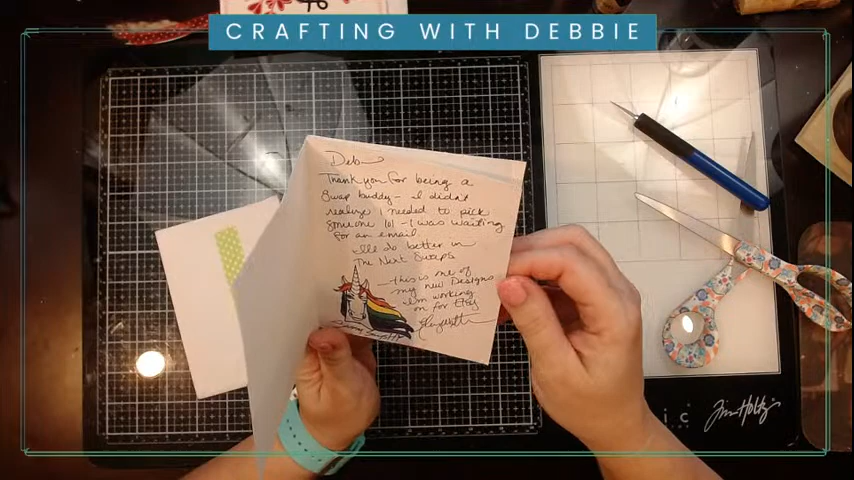 CRAFTING WITH DEBBIE
Deb
Thank you for being a
Swap buddy - I didn't
realize I needed to pick
someone lol - I was waiting
for an email
I'll do better in
The Next Swaps
- this is one of
my new Designs
I'm working
on for Etsy
Elizabeth
Tim Holtz